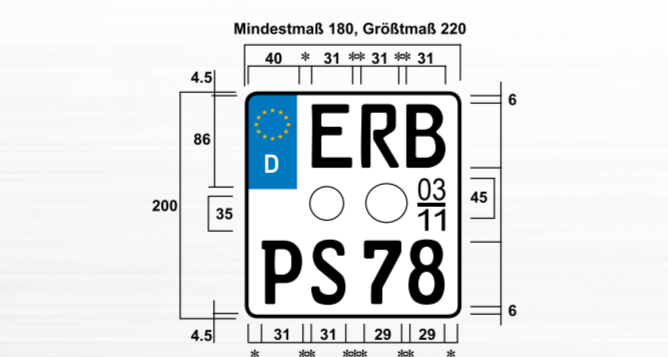 Mindestmaß 180, Größtmaß 220
40 * 31 ** 31 ** 31
4.5
6
ERB
86
D
03
45
200
35
11
PS 78
6
4.5
31 31 29 29
* ** *** ** *